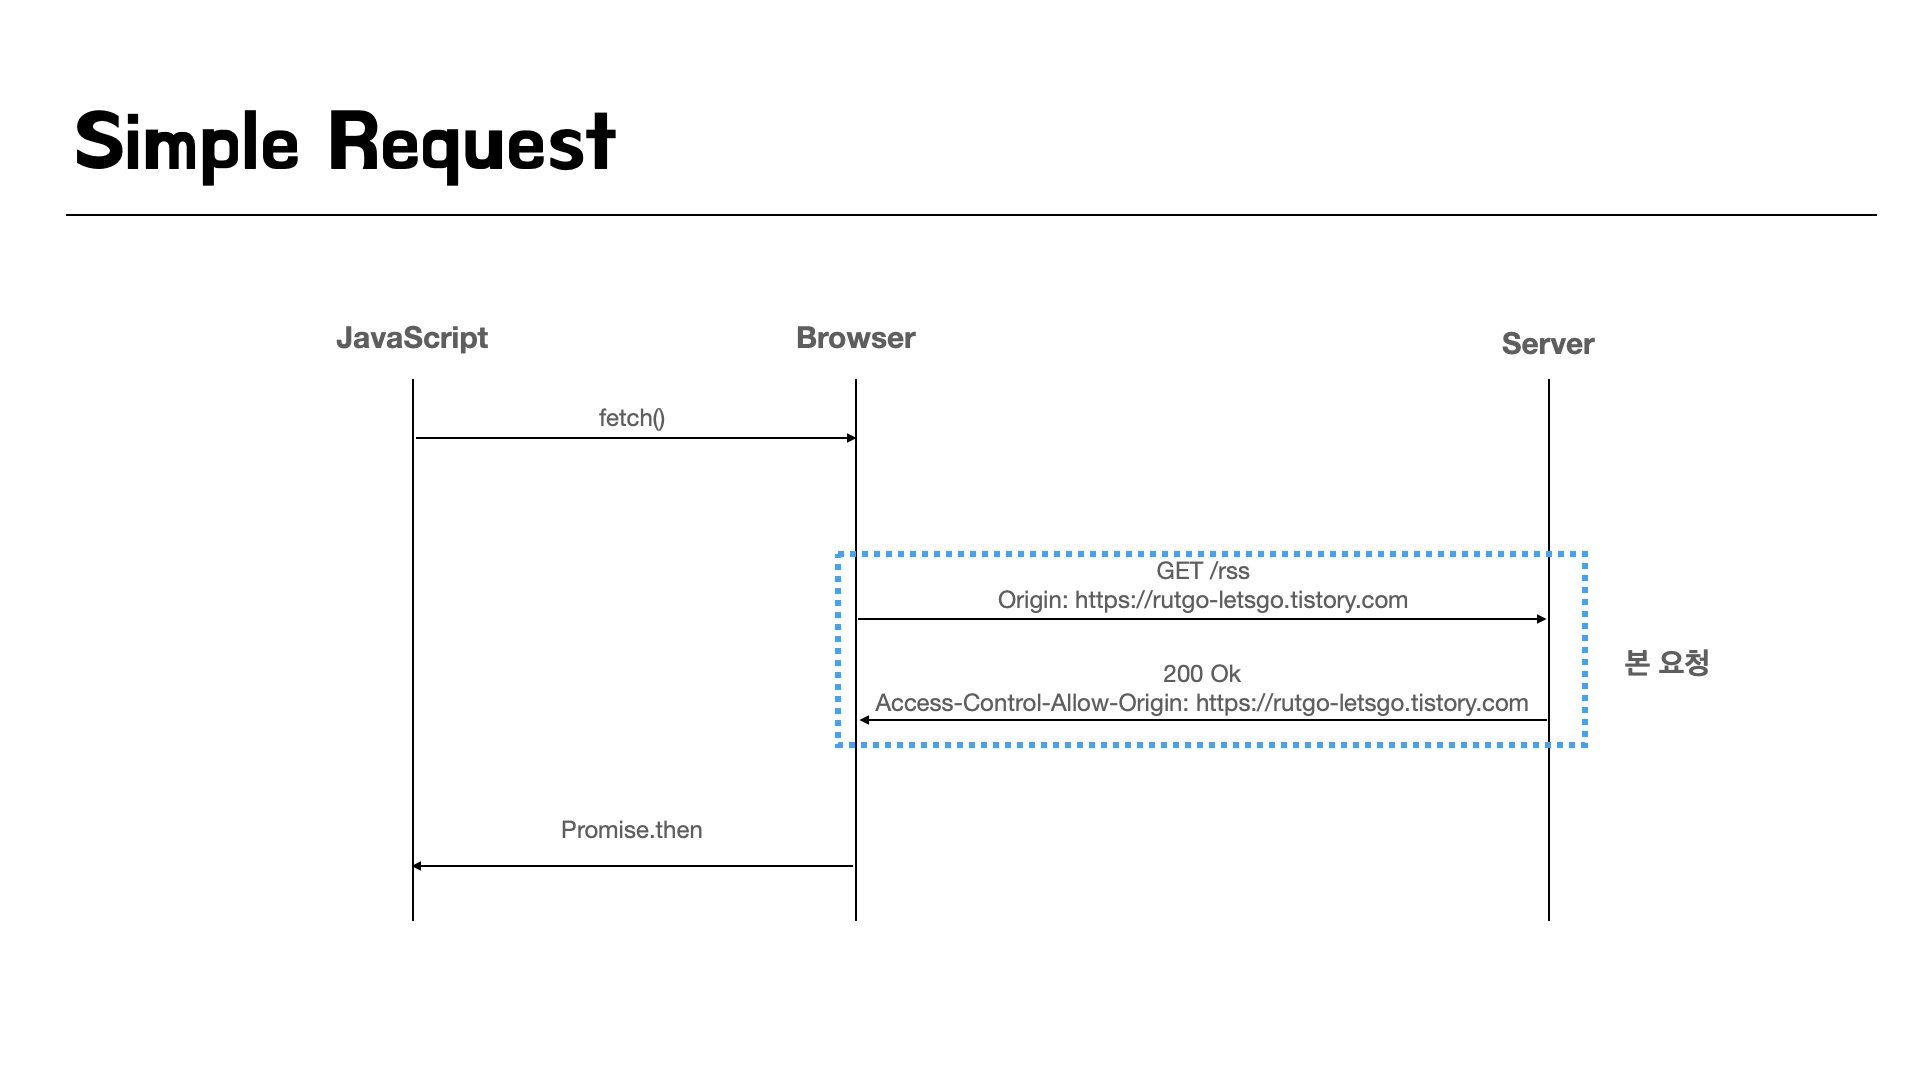 Simple Request
JavaScript
Browser
Server
fetch()
GET /rss
Origin: https://rutgo-letsgo.tistory.com
본 요청
200 Ok
Access-Control-Allow-Origin: https://rutgo-letsgo.tistory.com
Promise.then